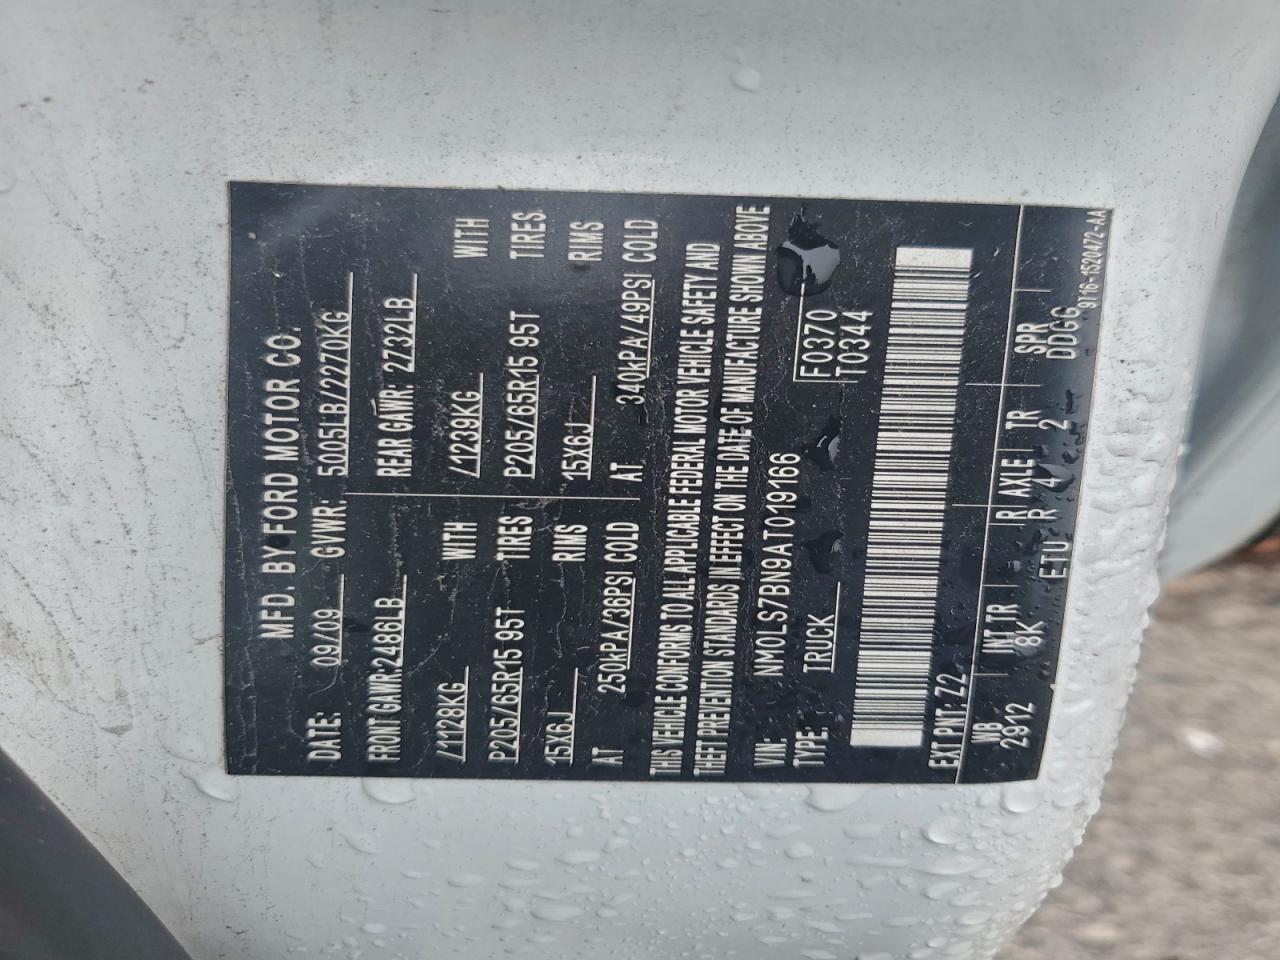 MFD. BY FORD MOTOR CO.
DATE: 09/09 GVWR: 5005LB/2270KG
FRONT GAWR: 2486LB REAR GAWR: 2732LB
/1128KG WITH /1239KG WITH
P205/65R15 95T TIRES P205/65R15 95T TIRES
15X6J RIMS 15X6J RIMS
AT 250kPA/36PSI COLD AT 340kPA/49PSI COLD
THIS VEHICLE CONFORMS TO ALL APPLICABLE FEDERAL MOTOR VEHICLE SAFETY AND
THEFT PREVENTION STANDARDS IN EFFECT ON THE DATE OF MANUFACTURE SHOWN ABOVE
VIN: NM0LS7BN9AT019166 F0370
TYPE: TRUCK T0344
EXT PNT: Z2
WB INT TR R AXLE TR SPR
2912 8K ETU R 4 2 DDGG
9T16-1S20472-AA